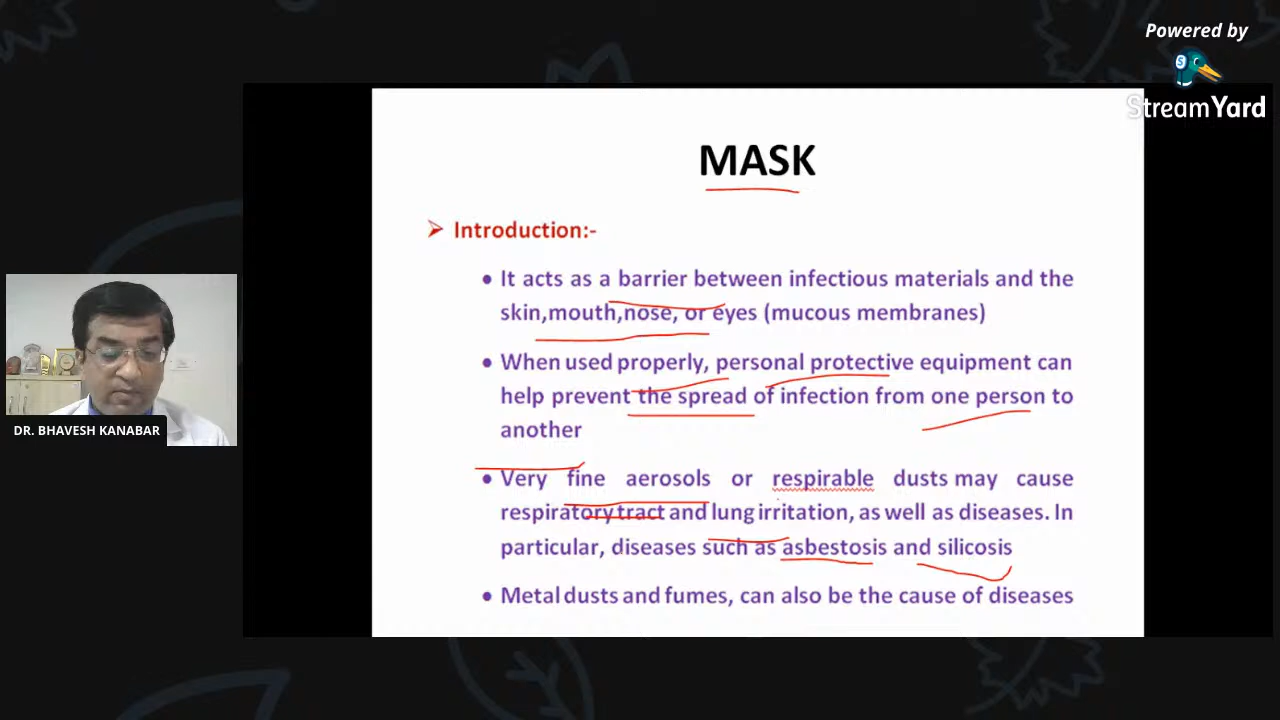 Powered by
StreamYard
MASK
Introduction:-
• It acts as a barrier between infectious materials and the
skin,mouth,nose, or eyes (mucous membranes)
• When used properly, personal protective equipment can
help prevent the spread of infection from one person to
another
• Very fine aerosols or respirable dusts may cause
respiratory tract and lung irritation, as well as diseases. In
particular, diseases such as asbestosis and silicosis
• Metal dusts and fumes, can also be the cause of diseases
DR. BHAVESH KANABAR